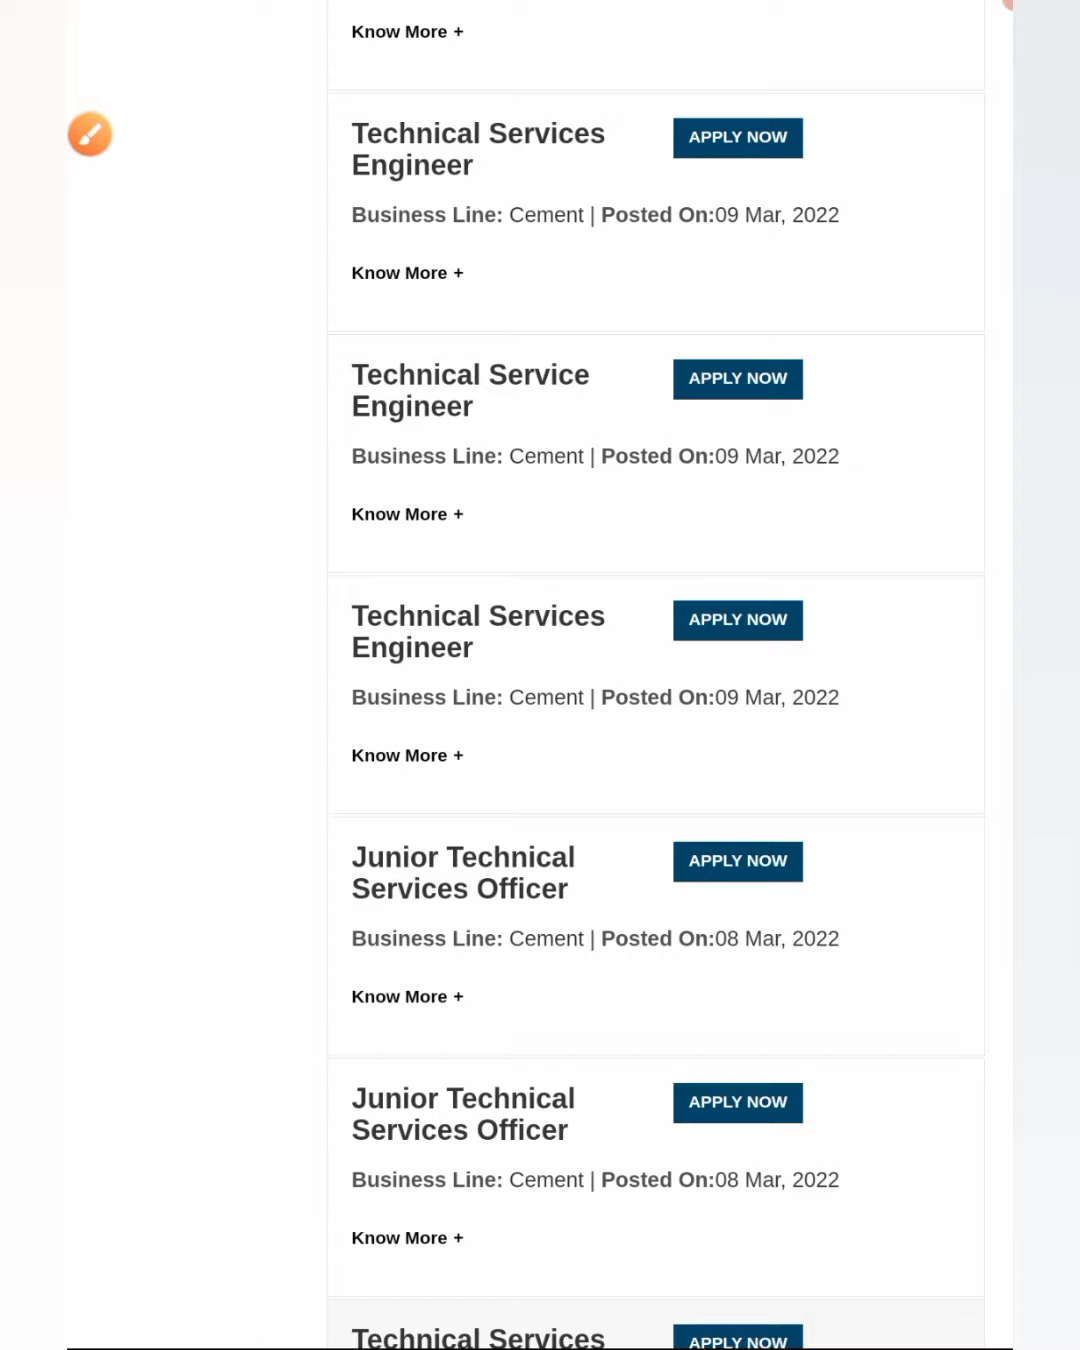 Know More +
Technical Services
Engineer
APPLY NOW
Business Line: Cement | Posted On:09 Mar, 2022
Know More +
Technical Service
Engineer
APPLY NOW
Business Line: Cement | Posted On:09 Mar, 2022
Know More +
Technical Services
Engineer
APPLY NOW
Business Line: Cement | Posted On:09 Mar, 2022
Know More +
Junior Technical
Services Officer
APPLY NOW
Business Line: Cement | Posted On:08 Mar, 2022
Know More +
Junior Technical
Services Officer
APPLY NOW
Business Line: Cement | Posted On:08 Mar, 2022
Know More +
Technical Services
APPLY NOW